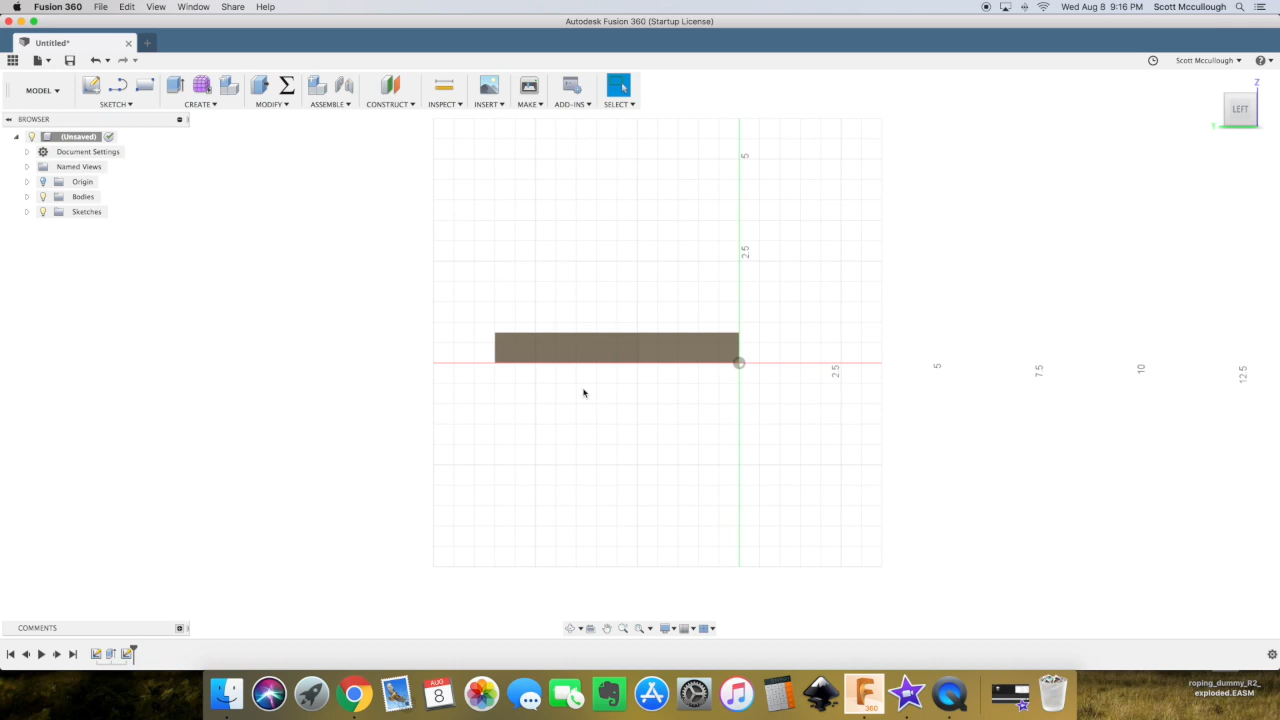 Fusion 360 File Edit View Window Share Help Wed Aug 8 9:16 PM Scott Mccullough
Autodesk Fusion 360 (Startup License)
Untitled*
Scott Mccullough
MODEL
SKETCH CREATE MODIFY ASSEMBLE CONSTRUCT INSPECT INSERT MAKE ADD-INS SELECT
BROWSER
(Unsaved)
Document Settings
Named Views
Origin
Bodies
Sketches
Z
LEFT
Y
5
2.5
2.5 5 7.5 10 12.5
COMMENTS
AUG
8
F
360
roping_dummy_R2_
exploded.EASM